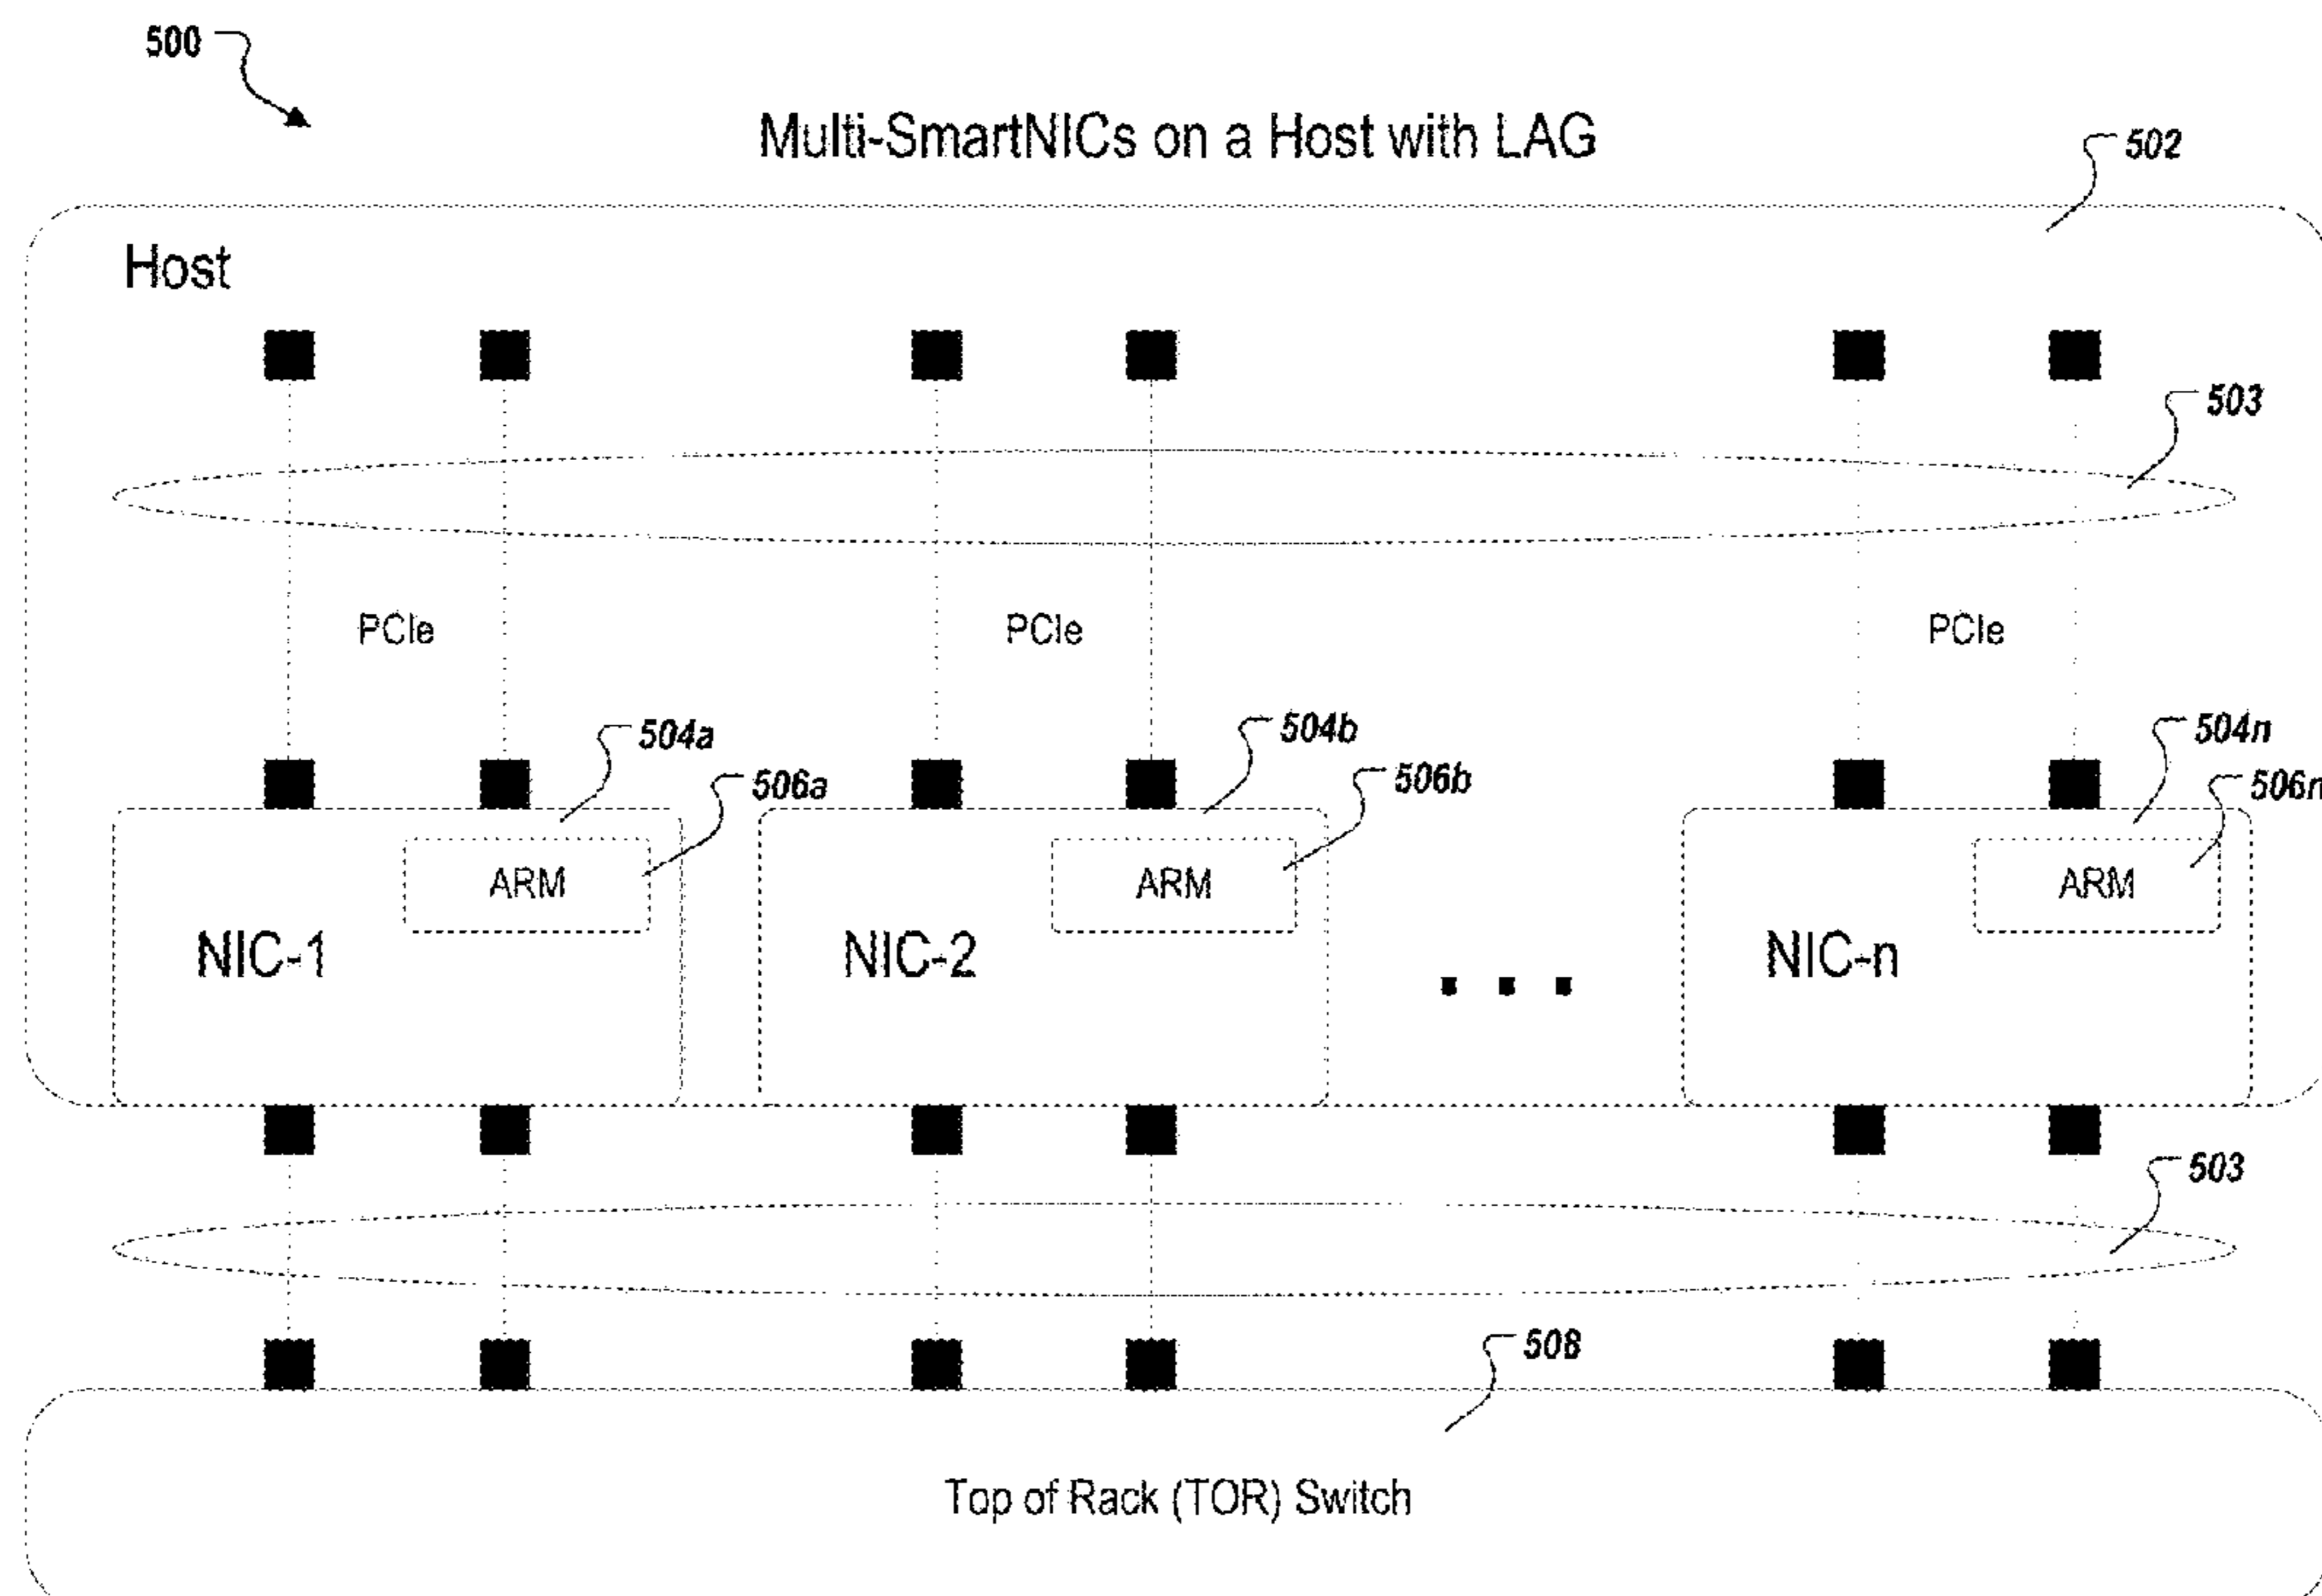 500
Multi-SmartNICs on a Host with LAG
502
Host
503
PCIe PCIe PCIe
504a 504b 504n
506a 506b 506n
ARM ARM ARM
NIC-1 NIC-2 ... NIC-n
503
508
Top of Rack (TOR) Switch